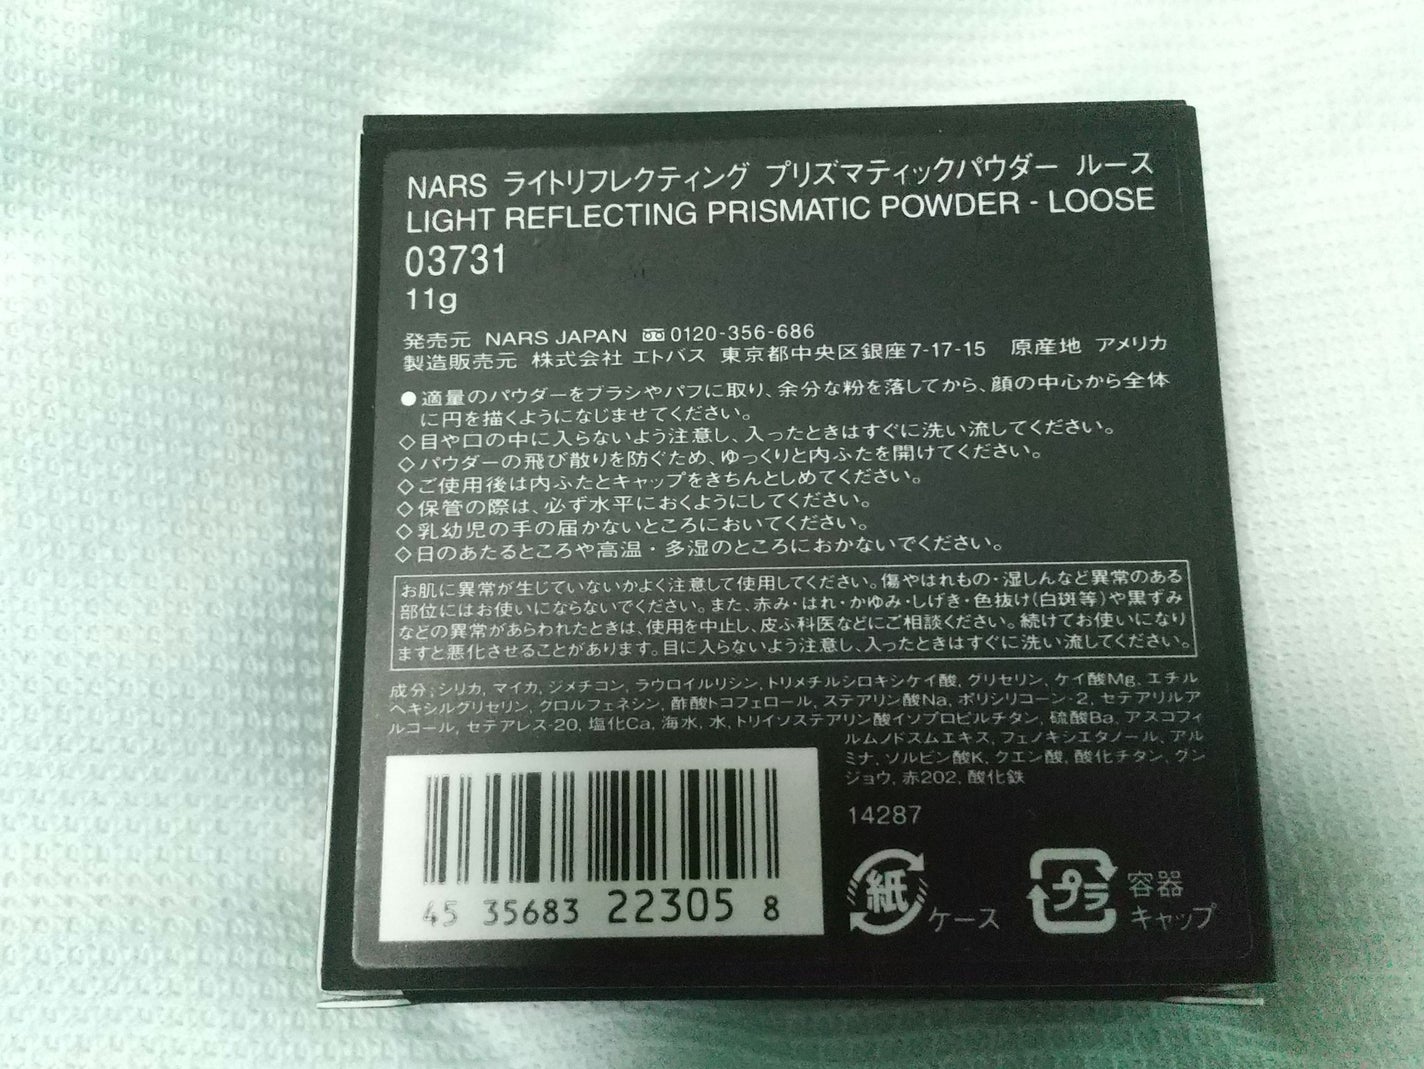 NARS ライトリフレクティング プリズマティックパウダー ルース
LIGHT REFLECTING PRISMATIC POWDER - LOOSE
03731
11g
発売元 NARS JAPAN 0120-356-686
製造販売元 株式会社 エトバス 東京都中央区銀座7-17-15 原産地 アメリカ
●適量のパウダーをブラシやパフに取り、余分な粉を落としてから、顔の中心から全体
に円を描くようになじませてください。
◇目や口の中に入らないよう注意し、入ったときはすぐに洗い流してください。
◇パウダーの飛び散りを防ぐため、ゆっくりと内ふたを開けてください。
◇ご使用後は内ふたとキャップをきちんとしめてください。
◇保管の際は、必ず水平におくようにしてください。
◇乳幼児の手の届かないところにおいてください。
◇日のあたるところや高温・多湿のところにおかないでください。
お肌に異常が生じていないかよく注意して使用してください。傷やはれもの・湿しんなど異常のある
部位にはお使いにならないでください。また、赤み・はれ・かゆみ・しげき・色抜け(白斑等)や黒ずみ
などの異常があらわれたときは、使用を中止し、皮ふ科医などにご相談ください。続けてお使いになり
ますと悪化させることがあります。目に入らないよう注意し、入ったときはすぐに洗い流してください。
成分:シリカ, マイカ, ジメチコン, ラウロイルリシン, トリメチルシロキシケイ酸, グリセリン, ケイ酸Mg, エチル
ヘキシルグリセリン, クロルフェネシン, 酢酸トコフェロール, ステアリン酸Na, ポリシリコーン-2, セテアリルア
ルコール, セテアレス-20, 塩化Ca, 海水, 水, トリイソステアリン酸イソプロピルチタン, 硫酸Ba, アスコフィ
ルムノドスムエキス, フェノキシエタノール, アル
ミナ, ソルビン酸K, クエン酸, 酸化チタン, グン
ジョウ, 赤202, 酸化鉄
14287
45 35683 22305 8
紙 ケース
プラ 容器
キャップ